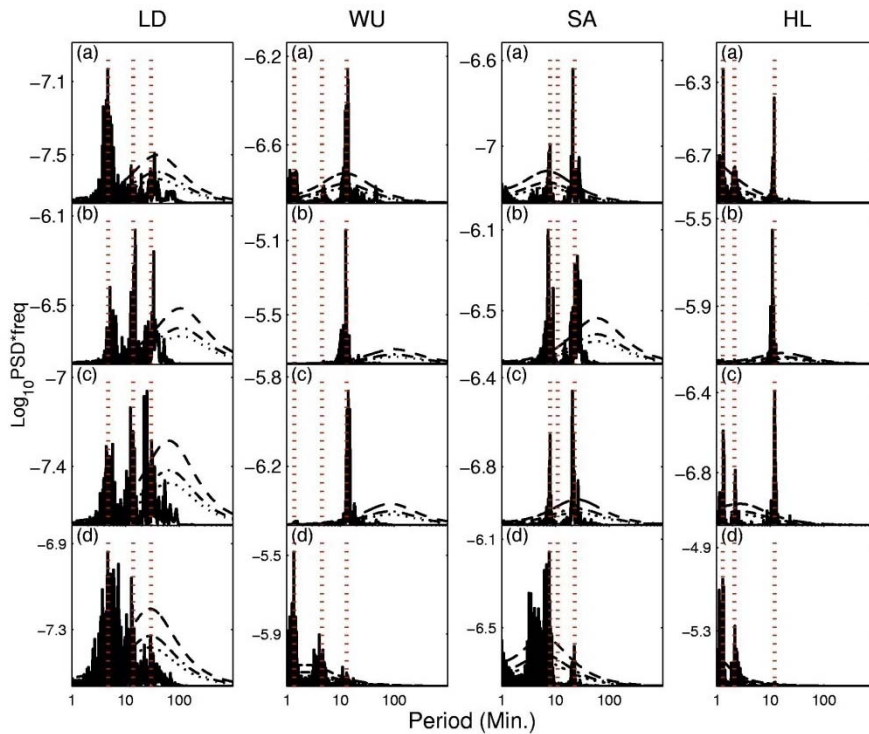 LD WU SA HL
(a) (a) (a) (a)
−7.1 −6.2 −6.6 −6.3
−7.5 −6.6 −7 −6.7
(b) (b) (b) (b)
−6.1 −5.1 −6.1 −5.5
−6.5 −5.7 −6.5 −5.9
(c) (c) (c) (c)
−7 −5.8 −6.4 −6.4
−7.4 −6.2 −6.9 −6.8
(d) (d) (d) (d)
−6.9 −5.5 −6.1 −4.9
−7.3 −5.9 −6.5 −5.3
1 10 100 1 10 100 1 10 100 1 10 100
Log10PSD*freq
Period (Min.)